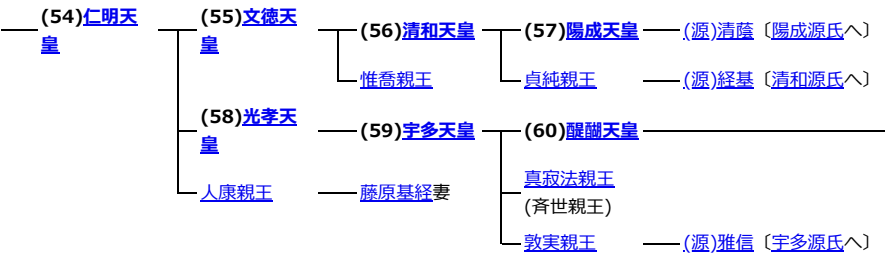 (54)仁明天
皇
(55)文徳天
皇
(56)清和天皇
(57)陽成天皇
(源)清蔭〔陽成源氏へ〕
惟喬親王
貞純親王
(源)経基〔清和源氏へ〕
(58)光孝天
皇
(59)宇多天皇
(60)醍醐天皇
人康親王
藤原基経妻
真寂法親王
(斉世親王)
敦実親王
(源)雅信〔宇多源氏へ〕